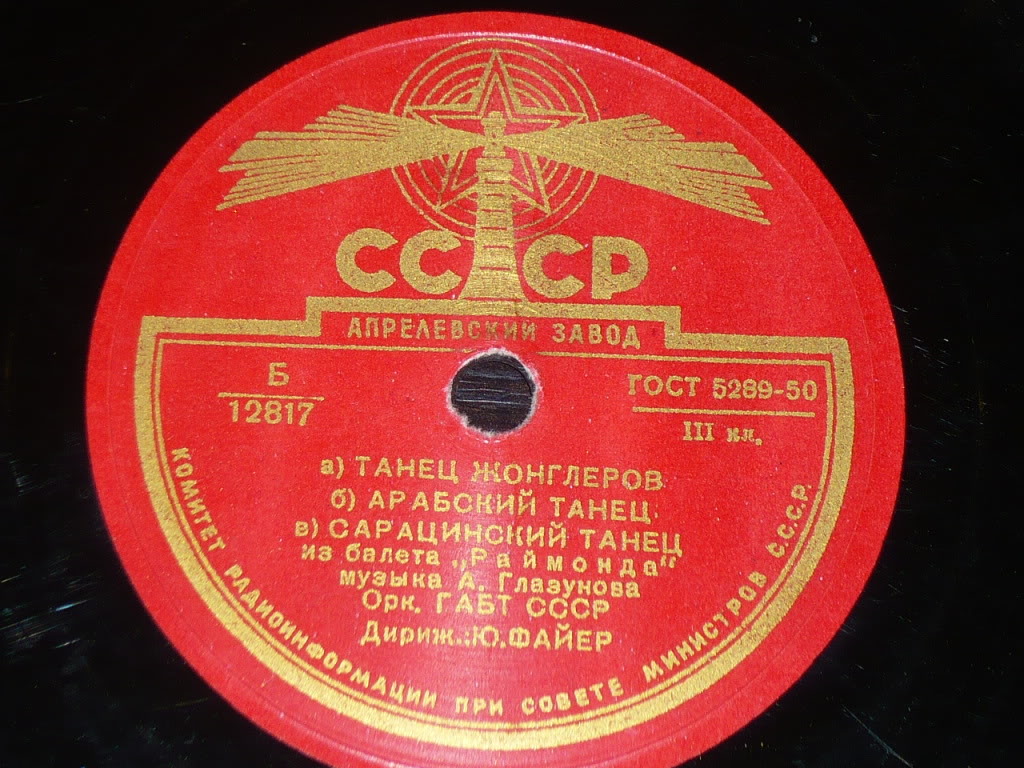 СССР
АПРЕЛЕВСКИЙ ЗАВОД
Б
12817
ГОСТ 5289-50
III кл.
а) ТАНЕЦ ЖОНГЛЕРОВ
б) АРАБСКИЙ ТАНЕЦ
в) САРАЦИНСКИЙ ТАНЕЦ
из балета „Раймонда"
музыка А. Глазунова
Орк. ГАБТ СССР
Дириж.: Ю. ФАЙЕР
КОМИТЕТ РАДИОИНФОРМАЦИИ ПРИ СОВЕТЕ МИНИСТРОВ С.С.С.Р.